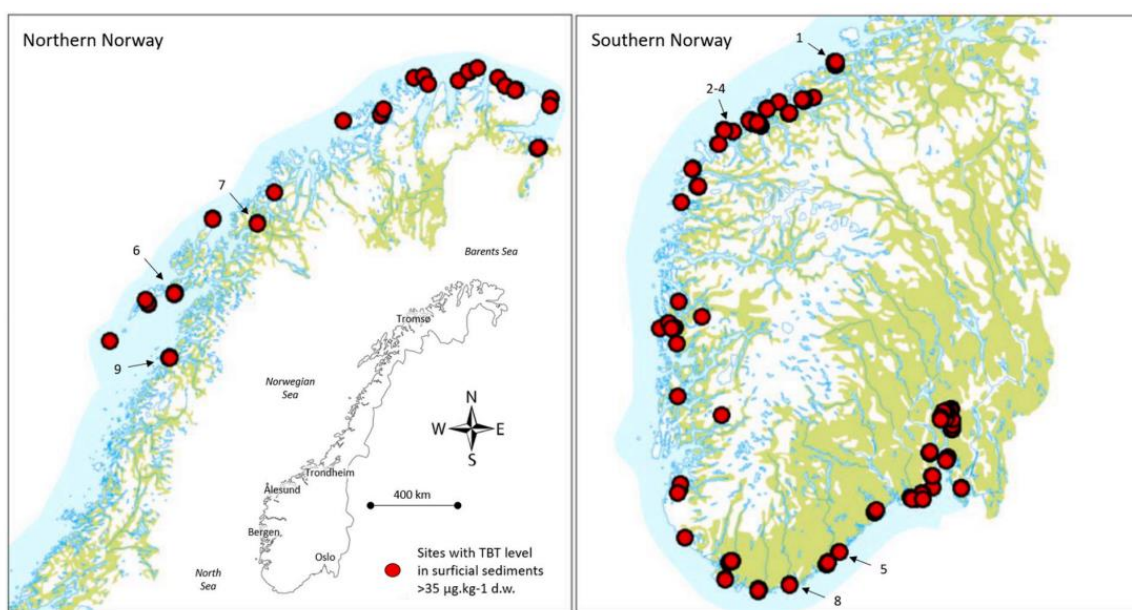 Northern Norway
7
6
9
Barents Sea
Tromsø
Norwegian
Sea
N
W
E
S
Trondheim
Ålesund
400 km
Bergen,
Oslo
North
Sea
Sites with TBT level
in surficial sediments
>35 µg.kg-1 d.w.
Southern Norway
1
2-4
5
8